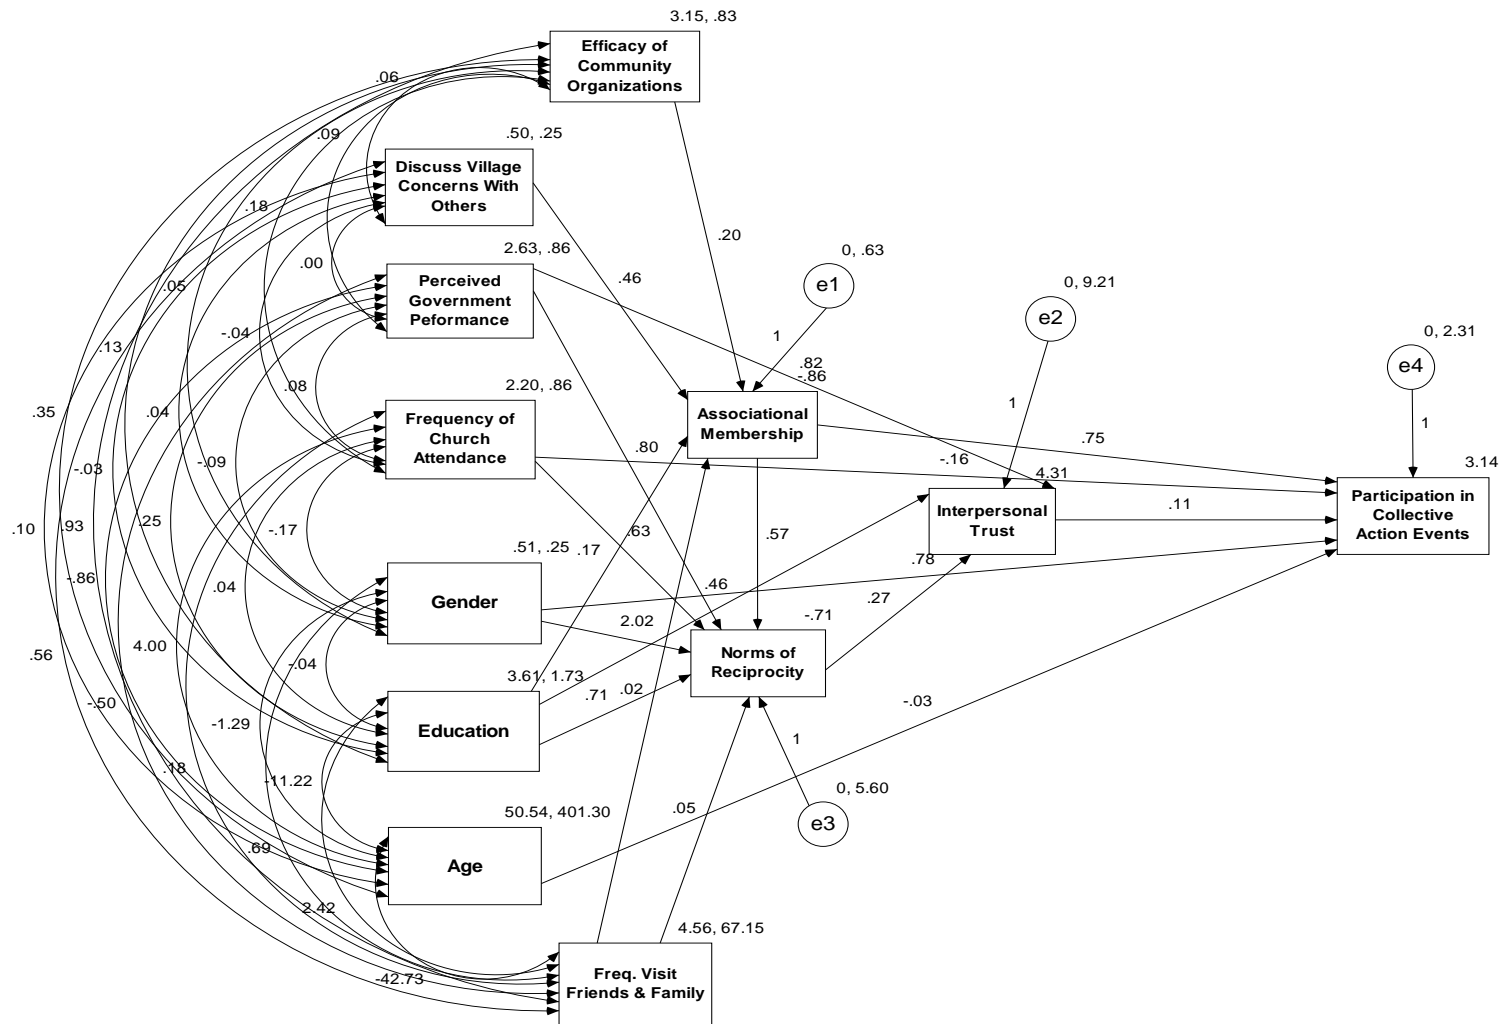 3.15, .83
Efficacy of
Community
Organizations
.06
.09
.50, .25
Discuss Village
Concerns With
Others
.18
.20
2.63, .86
0, .63
.00
.46
e1
Perceived
Government
Peformance
.05
0, 9.21
e2
-.04
1
0, 2.31
.13
.82
-.86
e4
.08
2.20, .86
1
.35
.04
Frequency of
Church
Attendance
Associational
Membership
1
.80
.75
-.03
-.09
-.16
4.31
3.14
Interpersonal
Trust
.11
Participation in
Collective
Action Events
.10
.93
.25
-.17
.63
.57
.51, .25
.17
.78
-.86
.04
.46
.27
Gender
2.02
-.71
.56
4.00
-.04
Norms of
Reciprocity
3.61, 1.73
.71
.02
-.50
-.03
-1.29
Education
1
.18
-11.22
0, 5.60
50.54, 401.30
.05
e3
.69
Age
2.42
4.56, 67.15
-42.73
Freq. Visit
Friends & Family